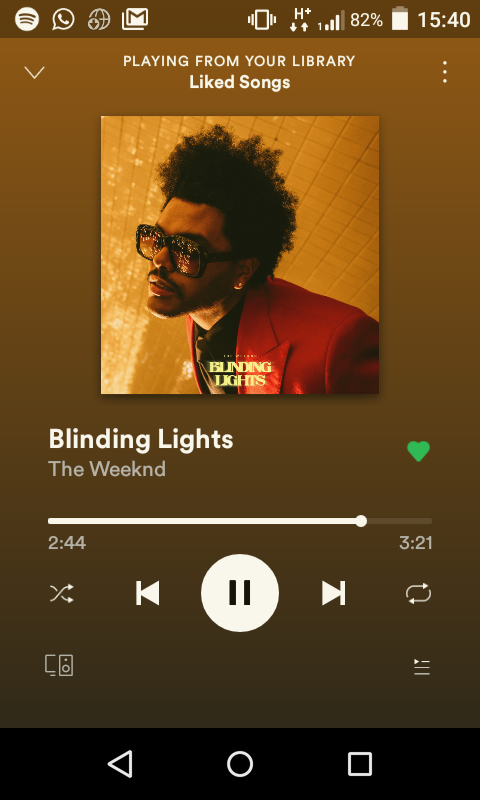 H+
1
82%
15:40
PLAYING FROM YOUR LIBRARY
Liked Songs
THE WEEKND
BLINDING
LIGHTS
Blinding Lights
The Weeknd
2:44
3:21